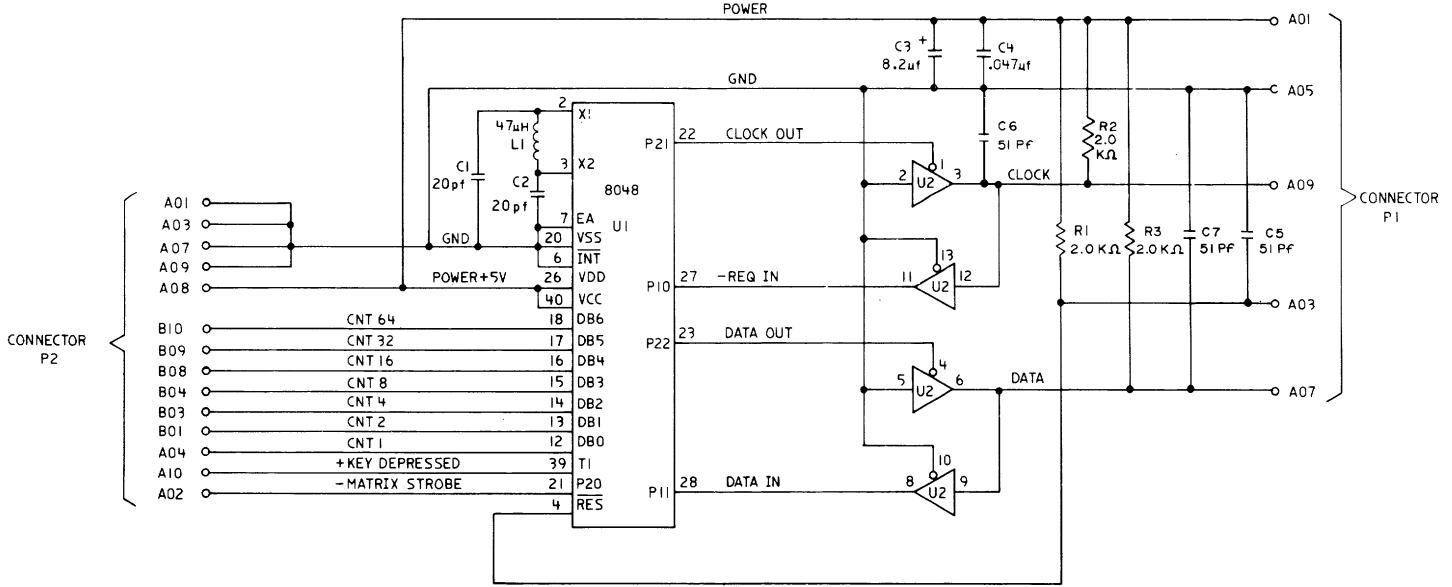 POWER
A01
C3 +
8.2µf
C4
.047µf
GND
A05
2
X1
47µH
L1
3
X2
C1
20pf
C2
20pf
7
EA
20
VSS
6
INT
26
VDD
40
VCC
18
DB6
17
DB5
16
DB4
15
DB3
14
DB2
13
DB1
12
DB0
39
T1
21
P20
4
RES
8048
U1
P21
22
CLOCK OUT
P10
27
-REQ IN
P22
23
DATA OUT
P11
28
DATA IN
1
2
U2
3
CLOCK
C6
51 Pf
R2
2.0
KΩ
A09
13
11
U2
12
R1
2.0KΩ
R3
2.0KΩ
C7
51 Pf
C5
51 Pf
A03
4
5
U2
6
DATA
A07
10
8
U2
9
CONNECTOR
P1
CONNECTOR
P2
A01
A03
A07
A09
A08
GND
POWER+5V
B10
CNT 64
B09
CNT 32
B08
CNT 16
B04
CNT 8
B03
CNT 4
B01
CNT 2
A04
CNT 1
A10
+KEY DEPRESSED
A02
-MATRIX STROBE